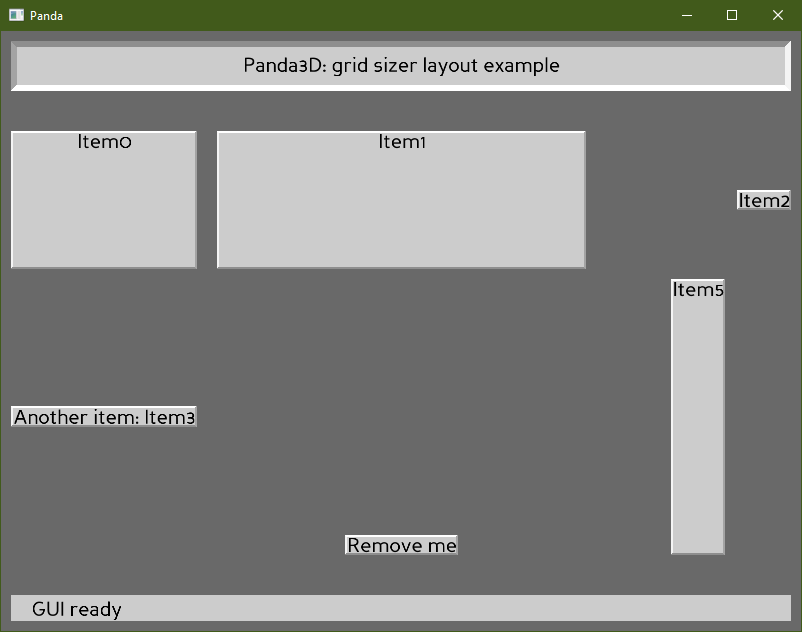 Panda
Panda3D: grid sizer layout example
Item0
Item1
Item2
Item5
Another item: Item3
Remove me
GUI ready